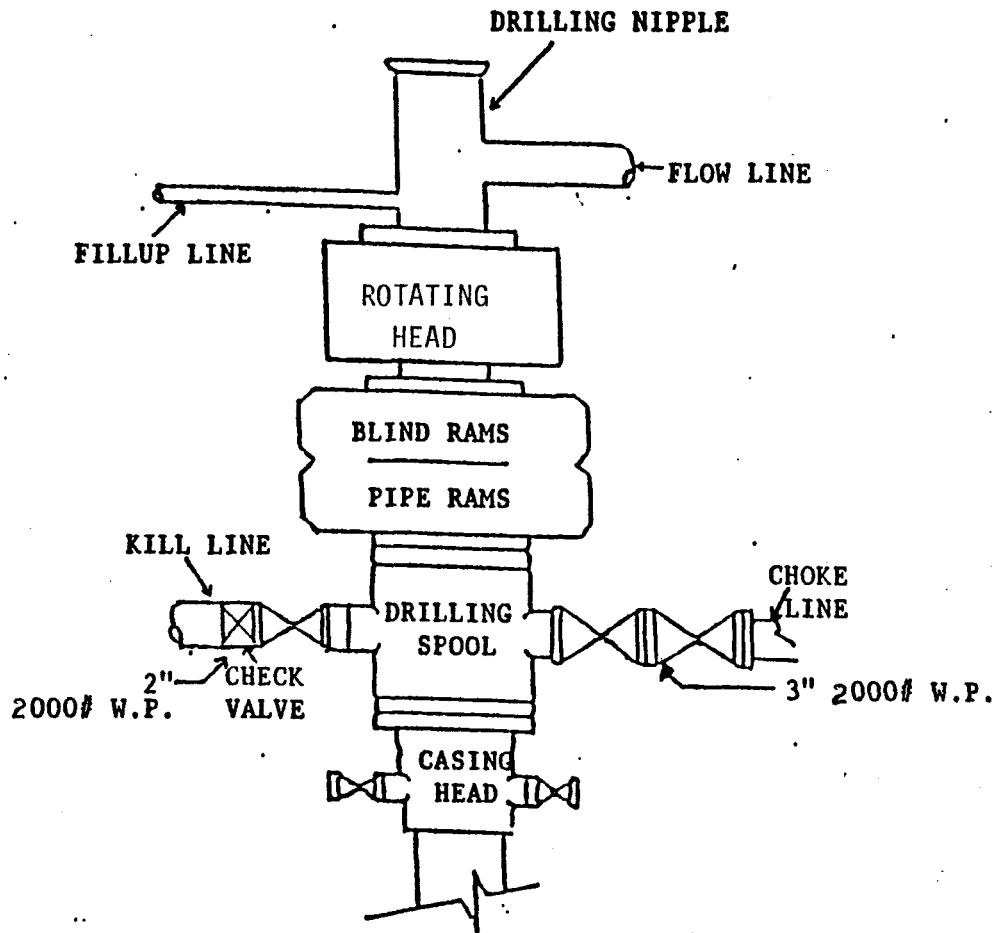 DRILLING NIPPLE
FLOW LINE
FILLUP LINE
ROTATING
HEAD
BLIND RAMS
PIPE RAMS
KILL LINE
CHOKE
LINE
DRILLING
SPOOL
2"
2000# W.P.
CHECK
VALVE
3" 2000# W.P.
CASING
HEAD